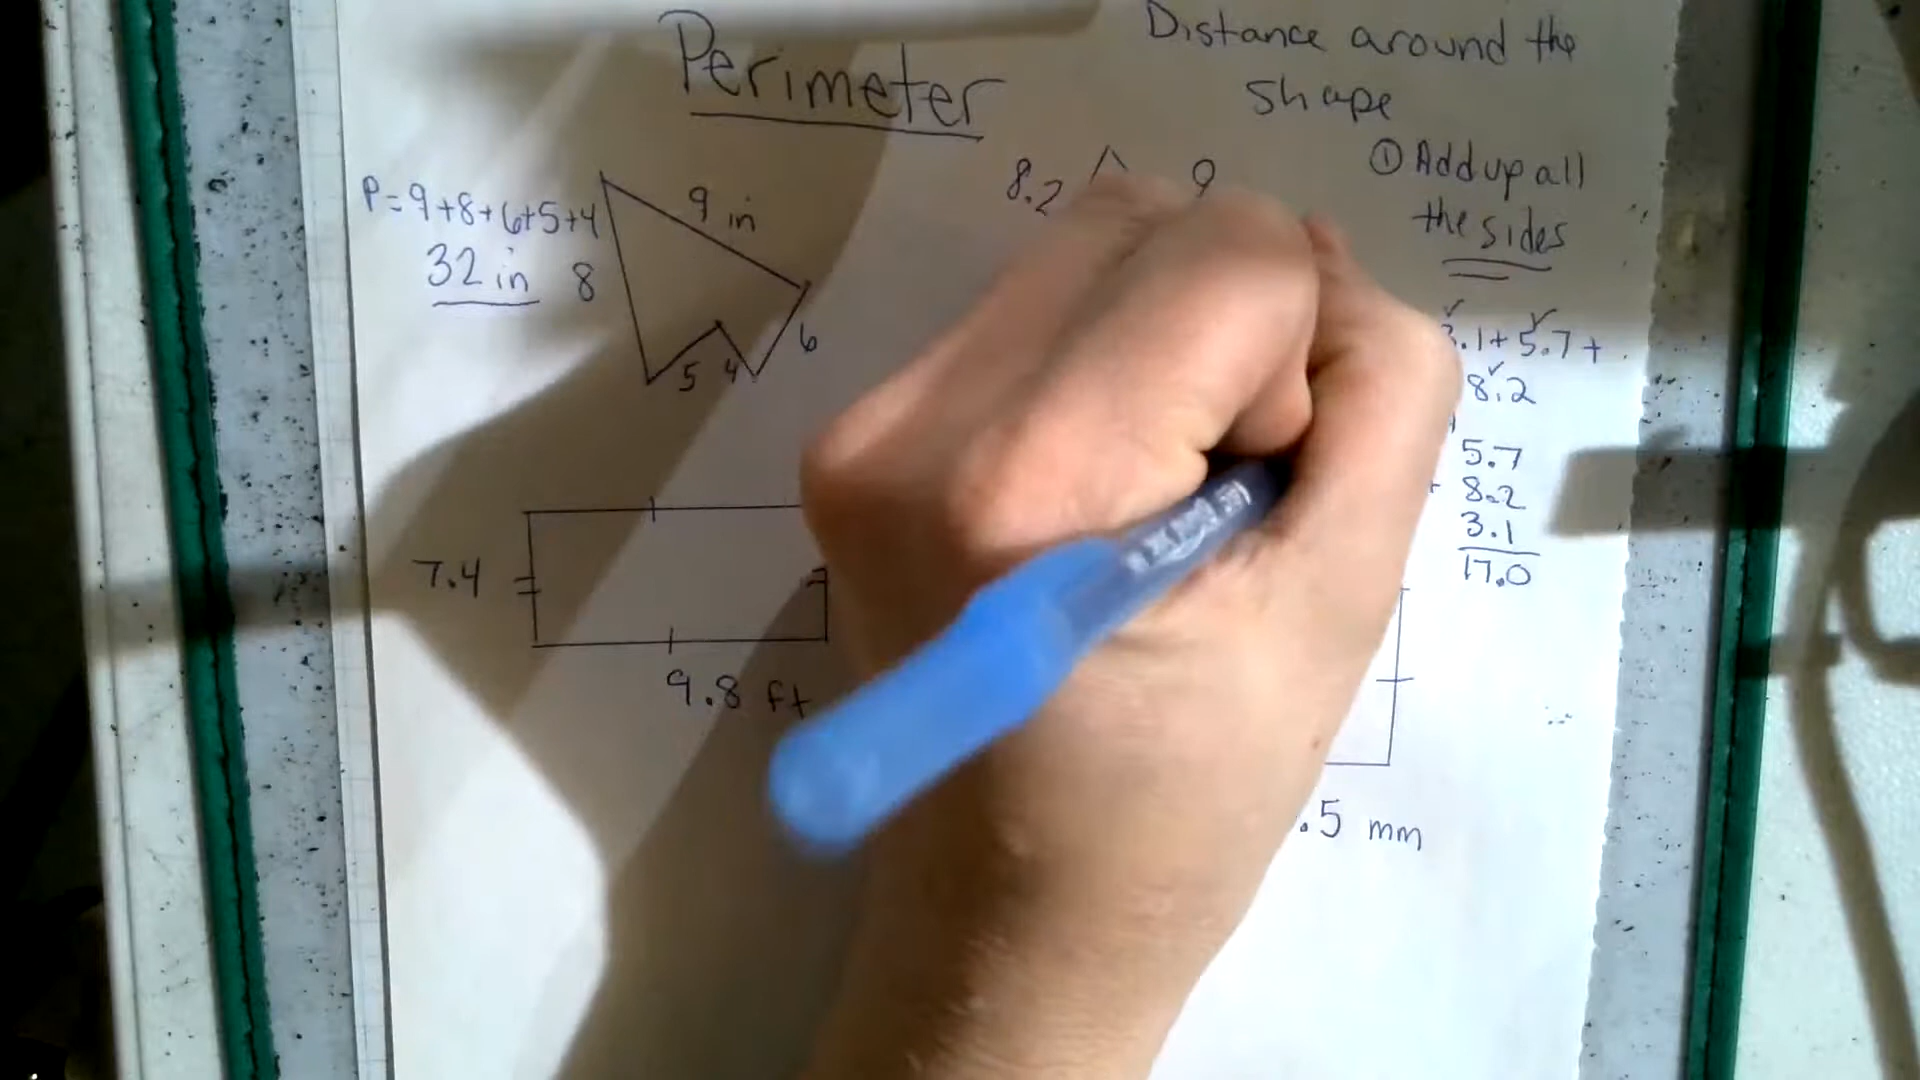 Perimeter
Distance around the
shape
① Add up all
the sides
P=9+8+6+5+4
32 in
9 in
8
6
5
4
8.2
9
3.1+5.7+
8.2
5.7
+ 8.2
3.1
17.0
7.4
9.8 ft
.5 mm